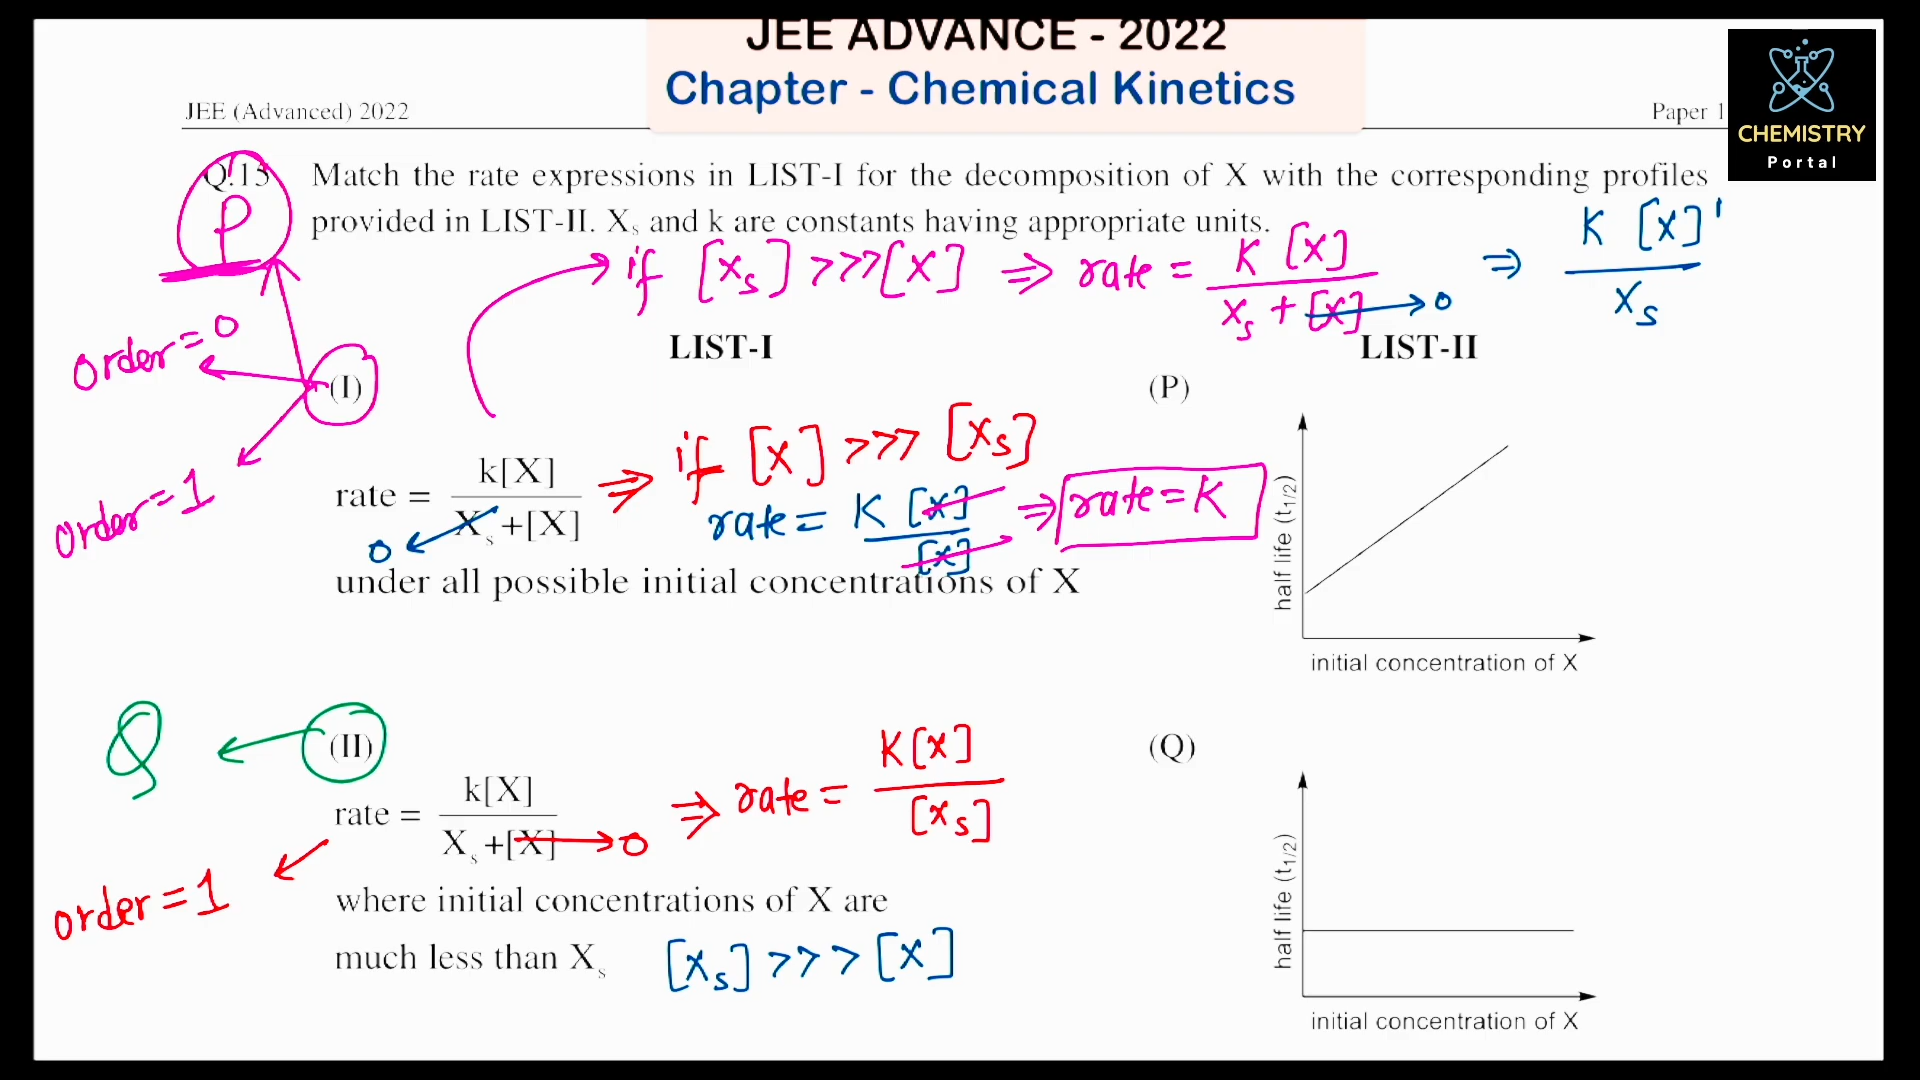 JEE ADVANCE - 2022
Chapter - Chemical Kinetics
CHEMISTRY
Portal
JEE (Advanced) 2022 Paper 1
Q.15 Match the rate expressions in LIST-I for the decomposition of X with the corresponding profiles
provided in LIST-II. Xₛ and k are constants having appropriate units.
P
if [Xₛ] >>> [X] ⇒ rate = K [X] / Xₛ + [X] → 0 ⇒ K [X]¹ / Xₛ
order = 0
LIST-I LIST-II
(I) (P)
order = 1
rate = k[X] / Xₛ+[X] ⇒ if [X] >>> [Xₛ]
0
rate = K [X] / [X] ⇒ rate = K
under all possible initial concentrations of X
half life (t1/2)
initial concentration of X
Q ← (II) (Q)
rate = k[X] / Xₛ+[X] → 0 ⇒ rate = K[X] / [Xₛ]
order = 1
where initial concentrations of X are
much less than Xₛ [Xₛ] >>> [X]
half life (t1/2)
initial concentration of X